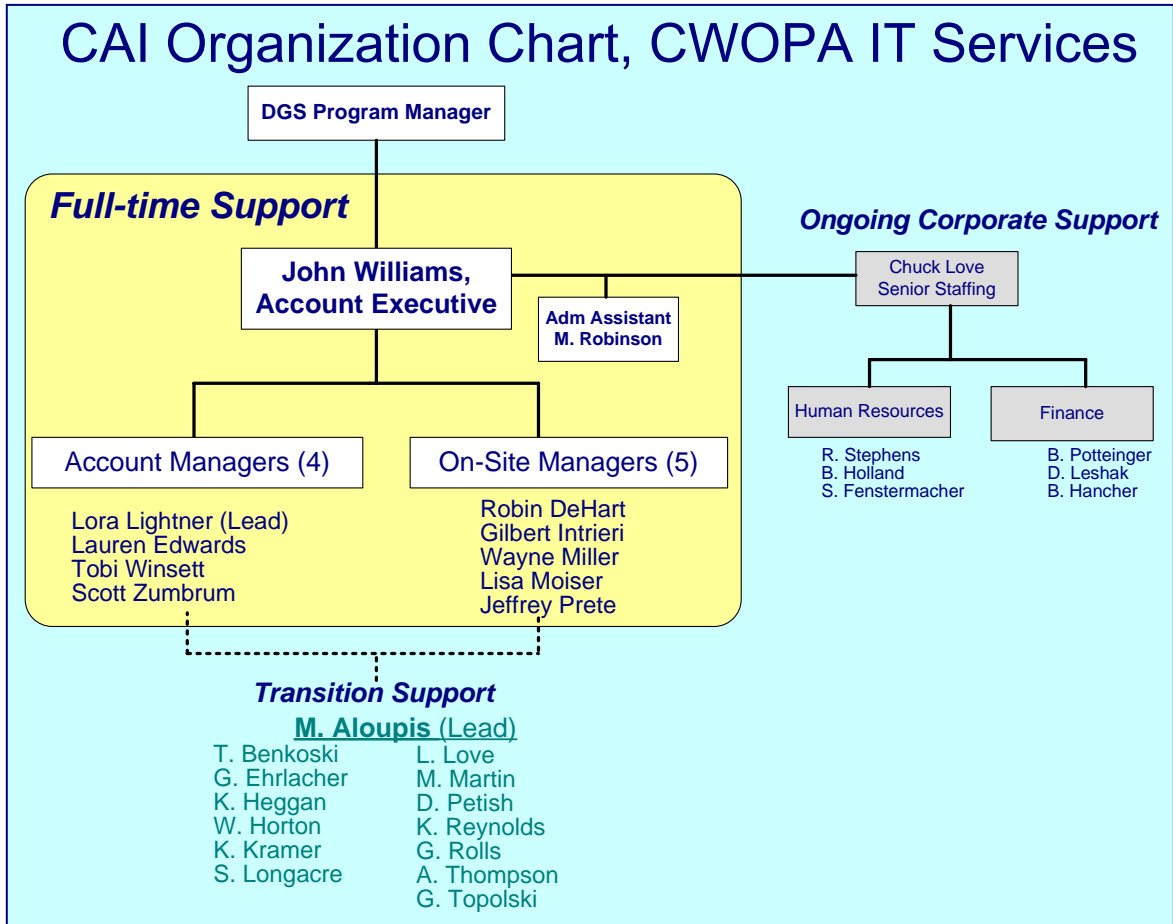 CAI Organization Chart, CWOPA IT Services
DGS Program Manager
Full-time Support
John Williams,
Account Executive
Adm Assistant
M. Robinson
Ongoing Corporate Support
Chuck Love
Senior Staffing
Human Resources
R. Stephens
B. Holland
S. Fenstermacher
Finance
B. Potteinger
D. Leshak
B. Hancher
Account Managers (4)
Lora Lightner (Lead)
Lauren Edwards
Tobi Winsett
Scott Zumbrum
On-Site Managers (5)
Robin DeHart
Gilbert Intrieri
Wayne Miller
Lisa Moiser
Jeffrey Prete
Transition Support
M. Aloupis (Lead)
T. Benkoski
G. Ehrlacher
K. Heggan
W. Horton
K. Kramer
S. Longacre
L. Love
M. Martin
D. Petish
K. Reynolds
G. Rolls
A. Thompson
G. Topolski